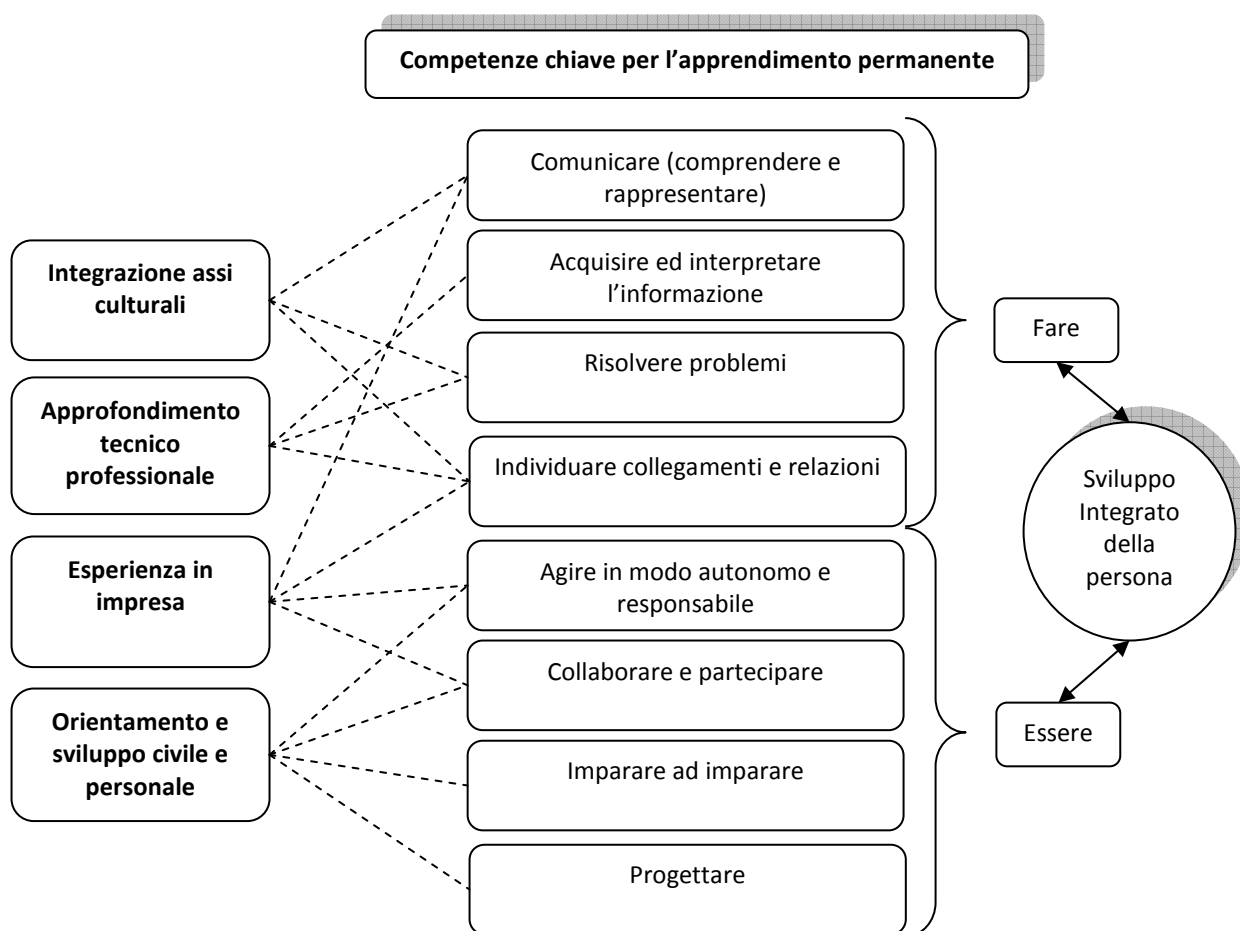 Competenze chiave per l’apprendimento permanente
Integrazione assi
culturali
Approfondimento
tecnico
professionale
Esperienza in
impresa
Orientamento e
sviluppo civile e
personale
Comunicare (comprendere e
rappresentare)
Acquisire ed interpretare
l’informazione
Risolvere problemi
Individuare collegamenti e relazioni
Agire in modo autonomo e
responsabile
Collaborare e partecipare
Imparare ad imparare
Progettare
Fare
Sviluppo
Integrato
della
persona
Essere